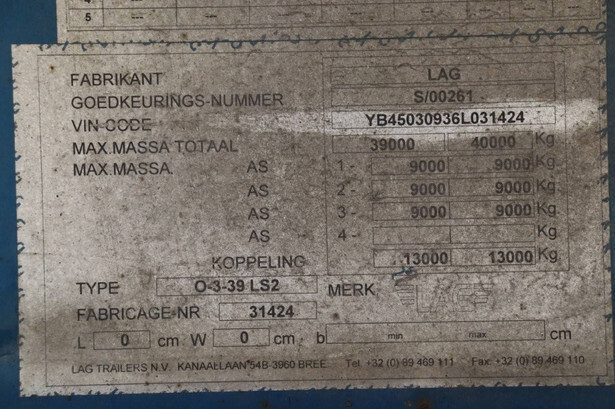 5 --- --- --- --- ---
FABRIKANT LAG
GOEDKEURINGS-NUMMER S/00261
VIN-CODE YB45030936L031424
MAX.MASSA TOTAAL 39000 40000 Kg
MAX.MASSA. AS 1 - 9000 9000 Kg
AS 2 - 9000 9000 Kg
AS 3 - 9000 9000 Kg
AS 4 - Kg
KOPPELING 13000 13000 Kg
TYPE O-3-39 LS2 MERK LAG
FABRICAGE-NR 31424
L 0 cm W 0 cm b min max cm
LAG TRAILERS N.V. KANAALLAAN 54B-3960 BREE Tel. +32 (0) 89 469 111 Fax. +32 (0) 89 469 110